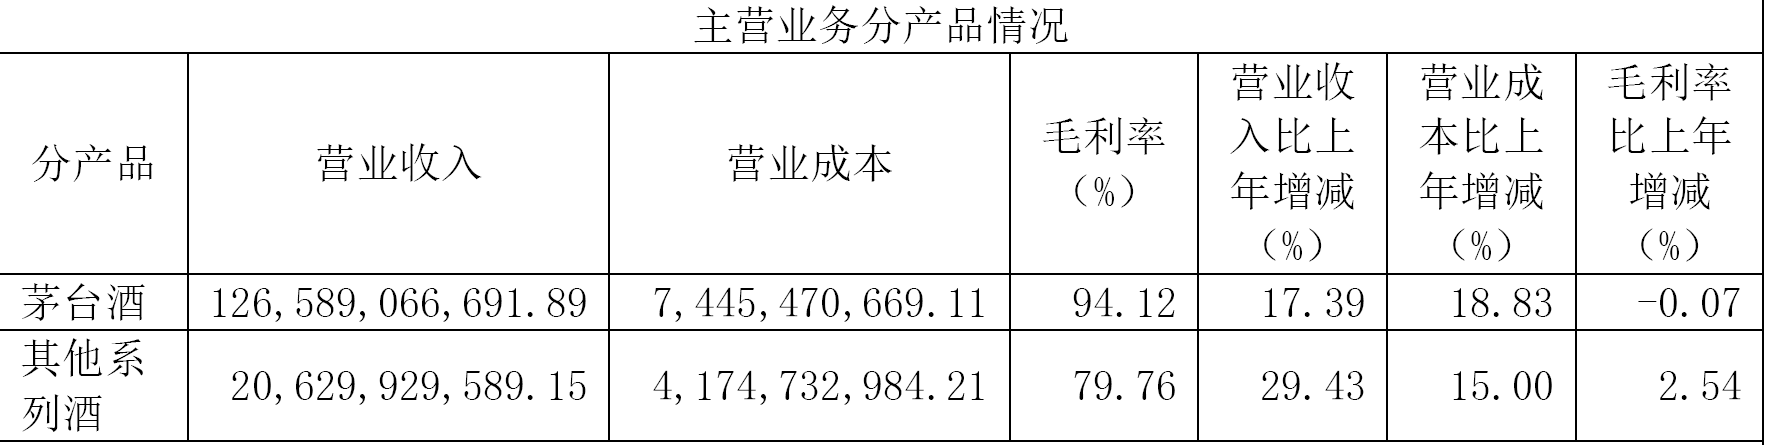 主营业务分产品情况
分产品 营业收入 营业成本 毛利率（%） 营业收入比上年增减（%） 营业成本比上年增减（%） 毛利率比上年增减（%）
茅台酒 126,589,066,691.89 7,445,470,669.11 94.12 17.39 18.83 -0.07
其他系列酒 20,629,929,589.15 4,174,732,984.21 79.76 29.43 15.00 2.54